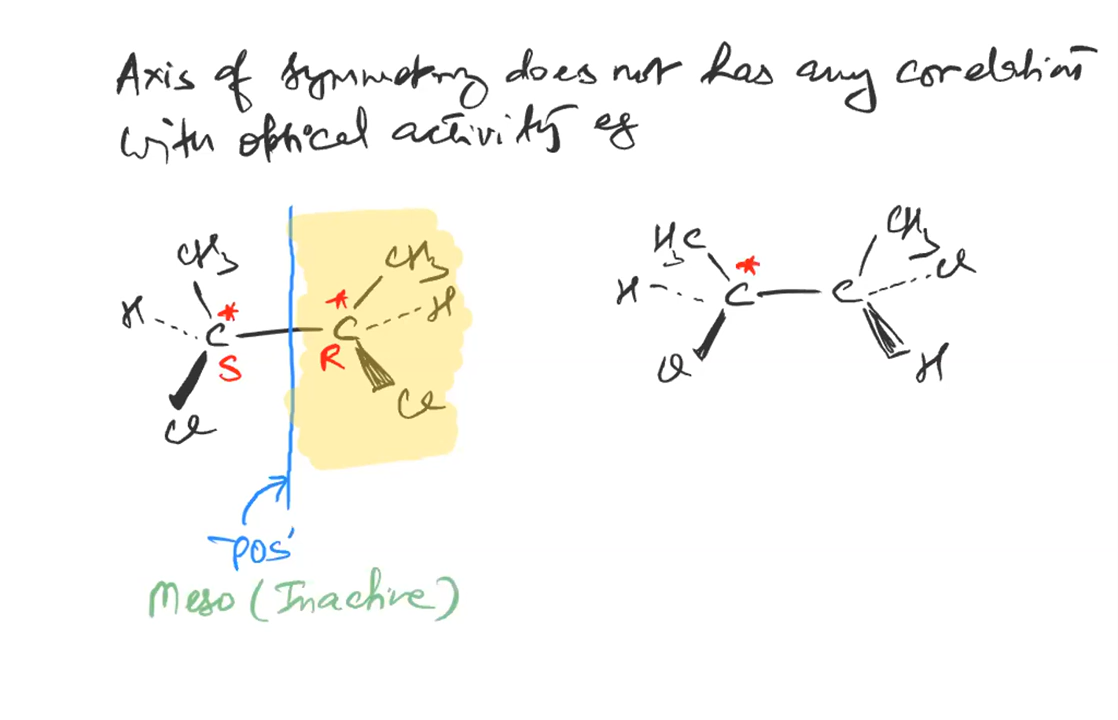 Axis of symmetry does not has any corelation
with optical activity eg
CH3 CH3 H3C CH3
H * * H H * Cl
C C C C
S R
Cl Cl Cl H
"POS'
Meso (Inactive)